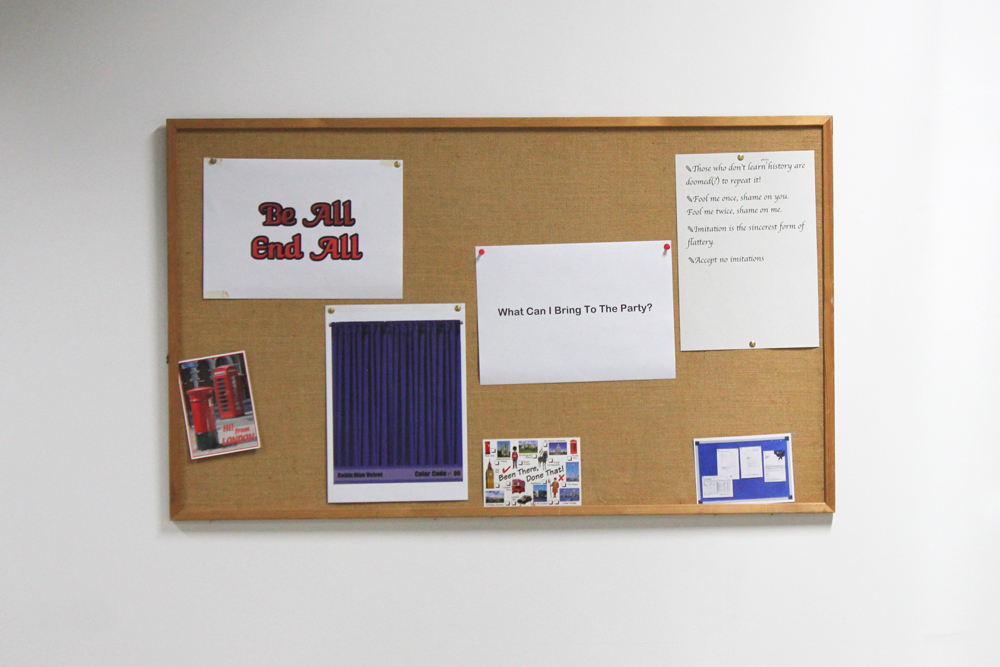 Be All
End All
What Can I Bring To The Party?
Those who don't learn history are
doomed(!) to repeat it!
Fool me once, shame on you.
Fool me twice, shame on me.
Imitation is the sincerest form of
flattery.
Accept no imitations
Hi! from
LONDON
Color Code - 86
Been There,
Done That!